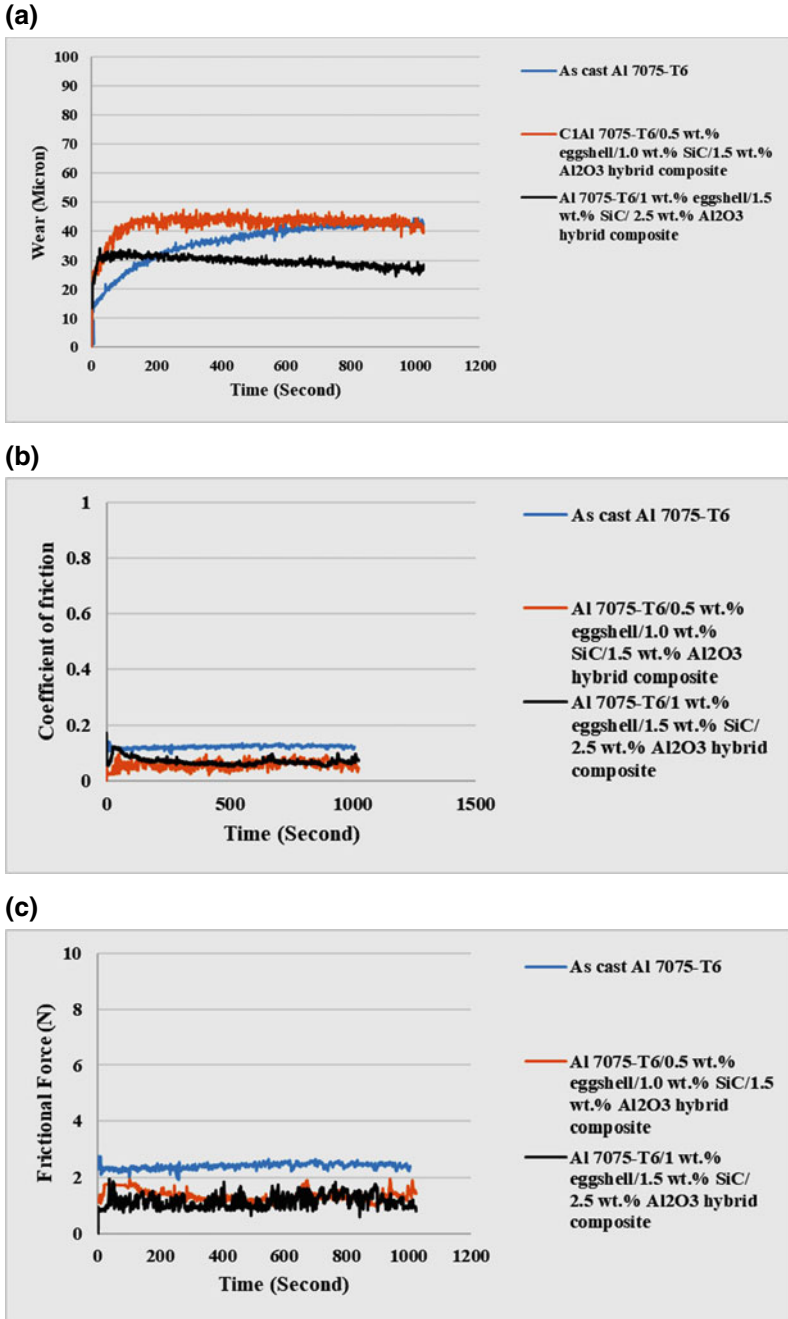 (a)
100
90
80
70
60
50
40
30
20
10
0
Wear (Micron)
0 200 400 600 800 1000 1200
Time (Second)
As cast Al 7075-T6
C1Al 7075-T6/0.5 wt.%
eggshell/1.0 wt.% SiC/1.5 wt.%
Al2O3 hybrid composite
Al 7075-T6/1 wt.% eggshell/1.5
wt.% SiC/ 2.5 wt.% Al2O3
hybrid composite
(b)
1
0.8
0.6
0.4
0.2
0
Coefficient of friction
0 500 1000 1500
Time (Second)
As cast Al 7075-T6
Al 7075-T6/0.5 wt.%
eggshell/1.0 wt.%
SiC/1.5 wt.% Al2O3
hybrid composite
Al 7075-T6/1 wt.%
eggshell/1.5 wt.% SiC/
2.5 wt.% Al2O3 hybrid
composite
(c)
10
8
6
4
2
0
Frictional Force (N)
0 200 400 600 800 1000 1200
Time (Second)
As cast Al 7075-T6
Al 7075-T6/0.5 wt.%
eggshell/1.0 wt.% SiC/1.5
wt.% Al2O3 hybrid
composite
Al 7075-T6/1 wt.%
eggshell/1.5 wt.% SiC/
2.5 wt.% Al2O3 hybrid
composite